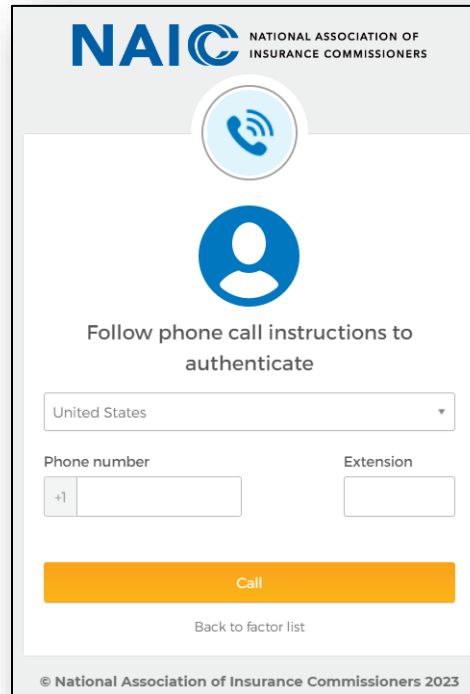 NAIC NATIONAL ASSOCIATION OF
INSURANCE COMMISSIONERS
Follow phone call instructions to
authenticate
United States
Phone number Extension
+1
Call
Back to factor list
© National Association of Insurance Commissioners 2023